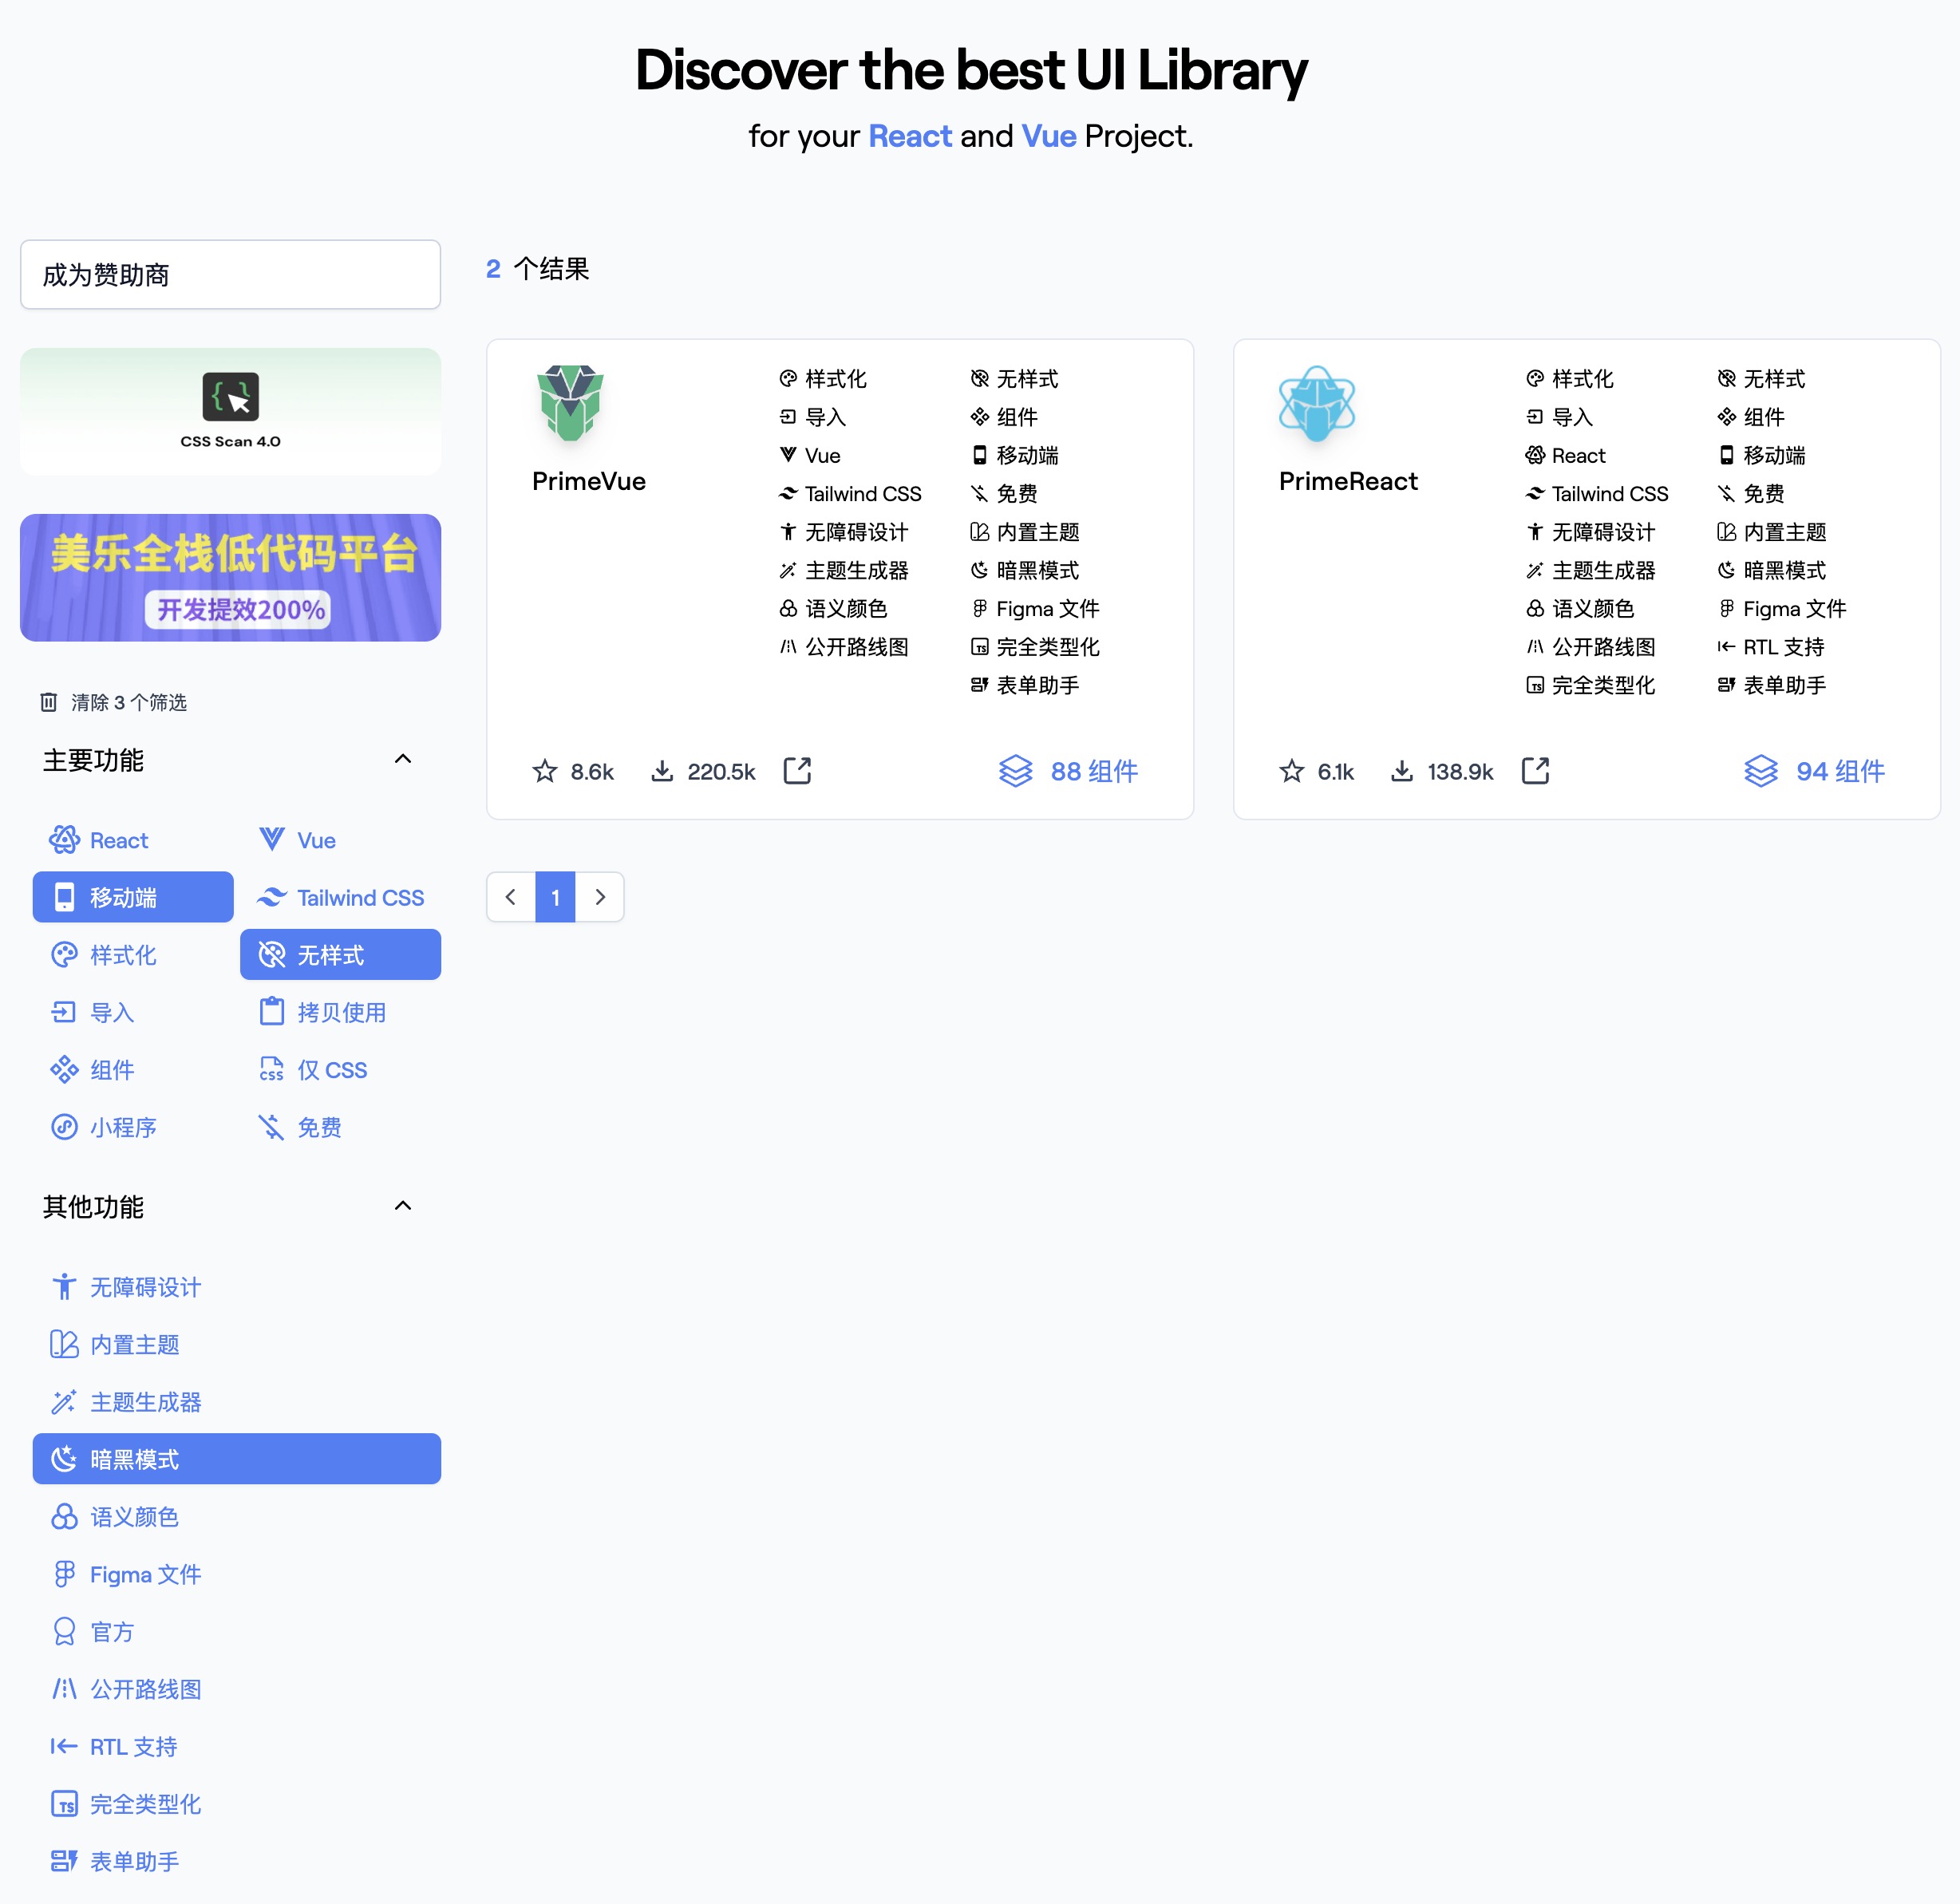 Discover the best UI Library
for your React and Vue Project.
成为赞助商
CSS Scan 4.0
美乐全栈低代码平台
开发提效200%
清除 3 个筛选
主要功能
React
Vue
移动端
Tailwind CSS
样式化
无样式
导入
拷贝使用
组件
仅 CSS
小程序
免费
其他功能
无障碍设计
内置主题
主题生成器
暗黑模式
语义颜色
Figma 文件
官方
公开路线图
RTL 支持
完全类型化
表单助手
2 个结果
PrimeVue
样式化
无样式
导入
组件
Vue
移动端
Tailwind CSS
免费
无障碍设计
内置主题
主题生成器
暗黑模式
语义颜色
Figma 文件
公开路线图
完全类型化
表单助手
8.6k
220.5k
88 组件
PrimeReact
样式化
无样式
导入
组件
React
移动端
Tailwind CSS
免费
无障碍设计
内置主题
主题生成器
暗黑模式
语义颜色
Figma 文件
公开路线图
RTL 支持
完全类型化
表单助手
6.1k
138.9k
94 组件
1